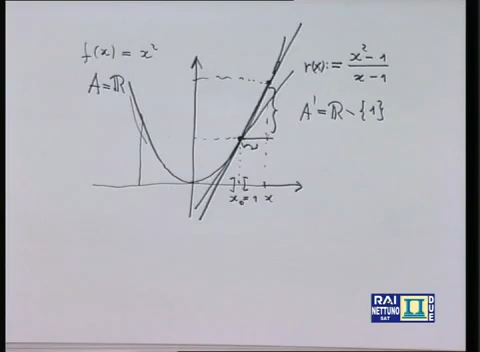 f(x) = x²
A = ℝ
r(x) := (x² - 1)/(x - 1)
A' = ℝ \ {1}
] [
x₀ = 1 x
RAI
NETTUNO
SAT
DUE